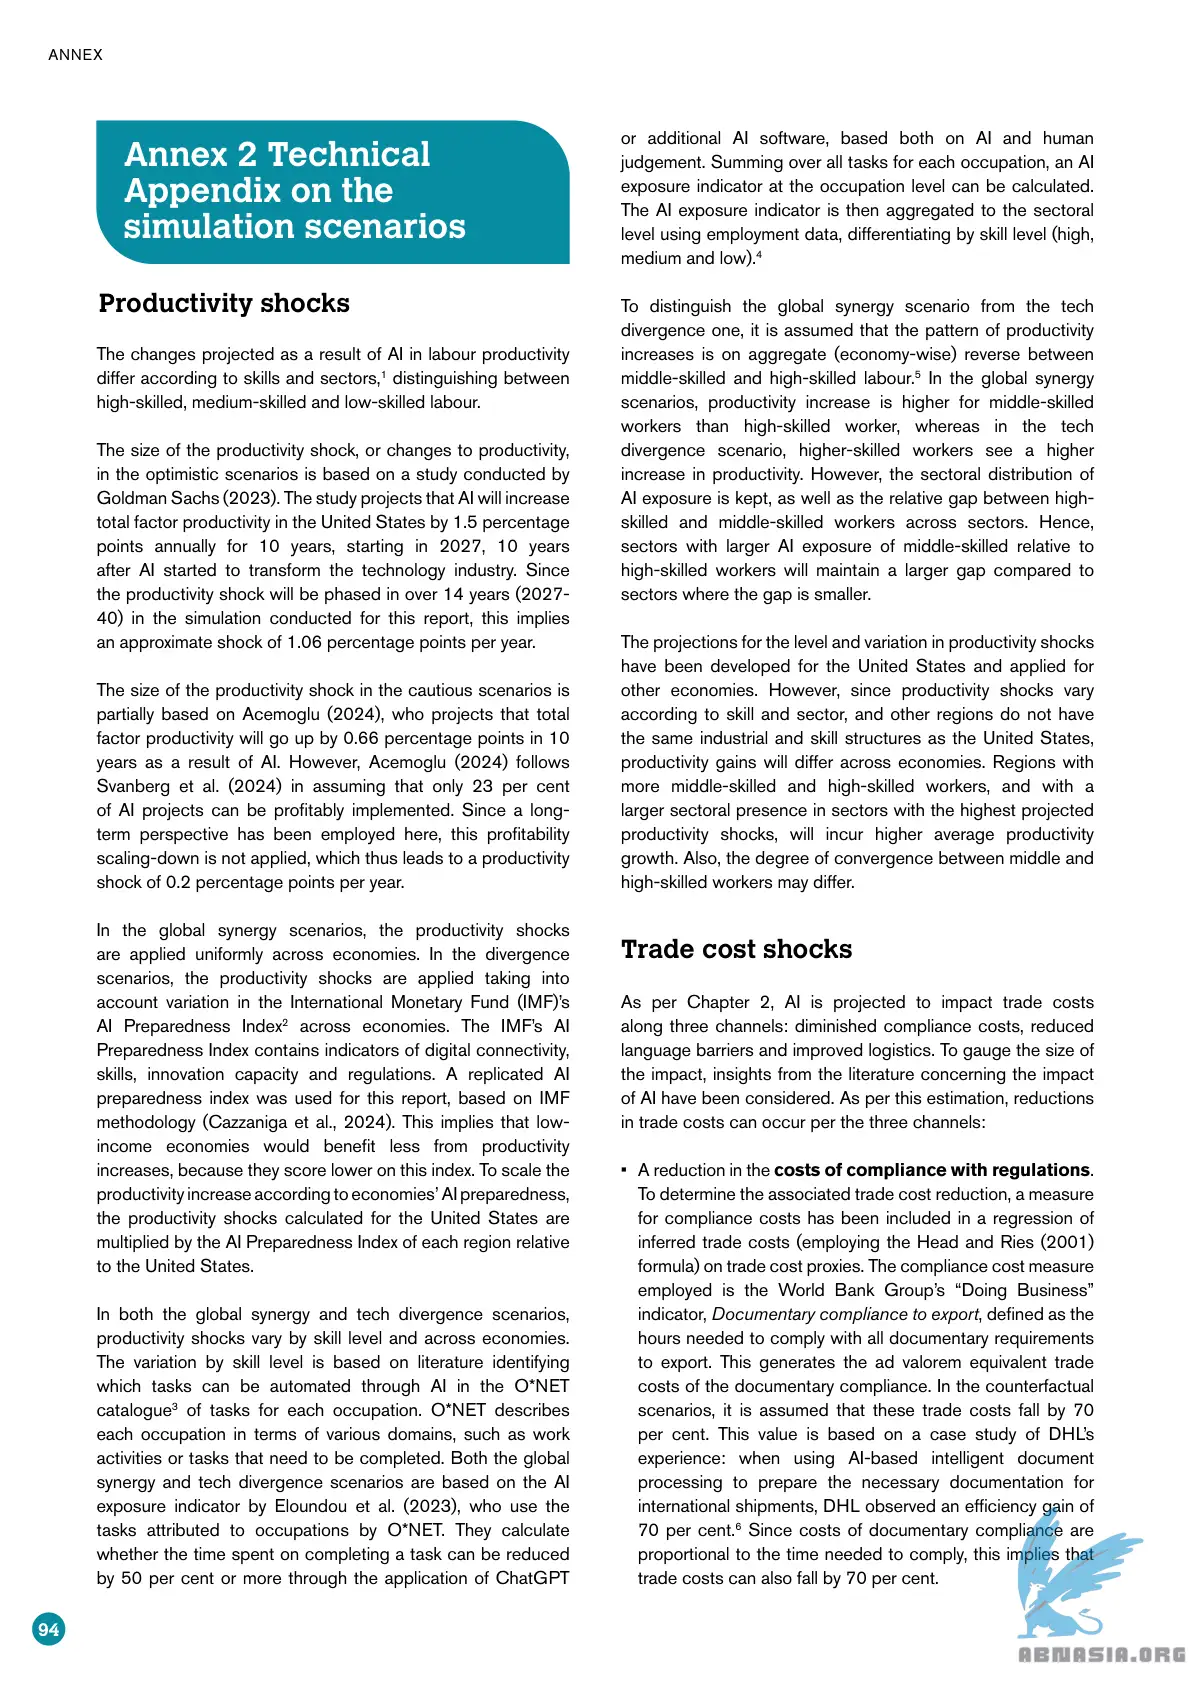 ANNEX
Annex 2 Technical
Appendix on the
simulation scenarios
Productivity shocks
The changes projected as a result of AI in labour productivity
differ according to skills and sectors,¹ distinguishing between
high-skilled, medium-skilled and low-skilled labour.
The size of the productivity shock, or changes to productivity,
in the optimistic scenarios is based on a study conducted by
Goldman Sachs (2023). The study projects that AI will increase
total factor productivity in the United States by 1.5 percentage
points annually for 10 years, starting in 2027, 10 years
after AI started to transform the technology industry. Since
the productivity shock will be phased in over 14 years (2027-
40) in the simulation conducted for this report, this implies
an approximate shock of 1.06 percentage points per year.
The size of the productivity shock in the cautious scenarios is
partially based on Acemoglu (2024), who projects that total
factor productivity will go up by 0.66 percentage points in 10
years as a result of AI. However, Acemoglu (2024) follows
Svanberg et al. (2024) in assuming that only 23 per cent
of AI projects can be profitably implemented. Since a long-
term perspective has been employed here, this profitability
scaling-down is not applied, which thus leads to a productivity
shock of 0.2 percentage points per year.
In the global synergy scenarios, the productivity shocks
are applied uniformly across economies. In the divergence
scenarios, the productivity shocks are applied taking into
account variation in the International Monetary Fund (IMF)'s
AI Preparedness Index² across economies. The IMF's AI
Preparedness Index contains indicators of digital connectivity,
skills, innovation capacity and regulations. A replicated AI
preparedness index was used for this report, based on IMF
methodology (Cazzaniga et al., 2024). This implies that low-
income economies would benefit less from productivity
increases, because they score lower on this index. To scale the
productivity increase according to economies' AI preparedness,
the productivity shocks calculated for the United States are
multiplied by the AI Preparedness Index of each region relative
to the United States.
In both the global synergy and tech divergence scenarios,
productivity shocks vary by skill level and across economies.
The variation by skill level is based on literature identifying
which tasks can be automated through AI in the O*NET
catalogue³ of tasks for each occupation. O*NET describes
each occupation in terms of various domains, such as work
activities or tasks that need to be completed. Both the global
synergy and tech divergence scenarios are based on the AI
exposure indicator by Eloundou et al. (2023), who use the
tasks attributed to occupations by O*NET. They calculate
whether the time spent on completing a task can be reduced
by 50 per cent or more through the application of ChatGPT
or additional AI software, based both on AI and human
judgement. Summing over all tasks for each occupation, an AI
exposure indicator at the occupation level can be calculated.
The AI exposure indicator is then aggregated to the sectoral
level using employment data, differentiating by skill level (high,
medium and low).⁴
To distinguish the global synergy scenario from the tech
divergence one, it is assumed that the pattern of productivity
increases is on aggregate (economy-wise) reverse between
middle-skilled and high-skilled labour.⁵ In the global synergy
scenarios, productivity increase is higher for middle-skilled
workers than high-skilled worker, whereas in the tech
divergence scenario, higher-skilled workers see a higher
increase in productivity. However, the sectoral distribution of
AI exposure is kept, as well as the relative gap between high-
skilled and middle-skilled workers across sectors. Hence,
sectors with larger AI exposure of middle-skilled relative to
high-skilled workers will maintain a larger gap compared to
sectors where the gap is smaller.
The projections for the level and variation in productivity shocks
have been developed for the United States and applied for
other economies. However, since productivity shocks vary
according to skill and sector, and other regions do not have
the same industrial and skill structures as the United States,
productivity gains will differ across economies. Regions with
more middle-skilled and high-skilled workers, and with a
larger sectoral presence in sectors with the highest projected
productivity shocks, will incur higher average productivity
growth. Also, the degree of convergence between middle and
high-skilled workers may differ.
Trade cost shocks
As per Chapter 2, AI is projected to impact trade costs
along three channels: diminished compliance costs, reduced
language barriers and improved logistics. To gauge the size of
the impact, insights from the literature concerning the impact
of AI have been considered. As per this estimation, reductions
in trade costs can occur per the three channels:
• A reduction in the costs of compliance with regulations.
To determine the associated trade cost reduction, a measure
for compliance costs has been included in a regression of
inferred trade costs (employing the Head and Ries (2001)
formula) on trade cost proxies. The compliance cost measure
employed is the World Bank Group's “Doing Business”
indicator, Documentary compliance to export, defined as the
hours needed to comply with all documentary requirements
to export. This generates the ad valorem equivalent trade
costs of the documentary compliance. In the counterfactual
scenarios, it is assumed that these trade costs fall by 70
per cent. This value is based on a case study of DHL's
experience: when using AI-based intelligent document
processing to prepare the necessary documentation for
international shipments, DHL observed an efficiency gain of
70 per cent.⁶ Since costs of documentary compliance are
proportional to the time needed to comply, this implies that
trade costs can also fall by 70 per cent.
94
ABNASIA.ORG